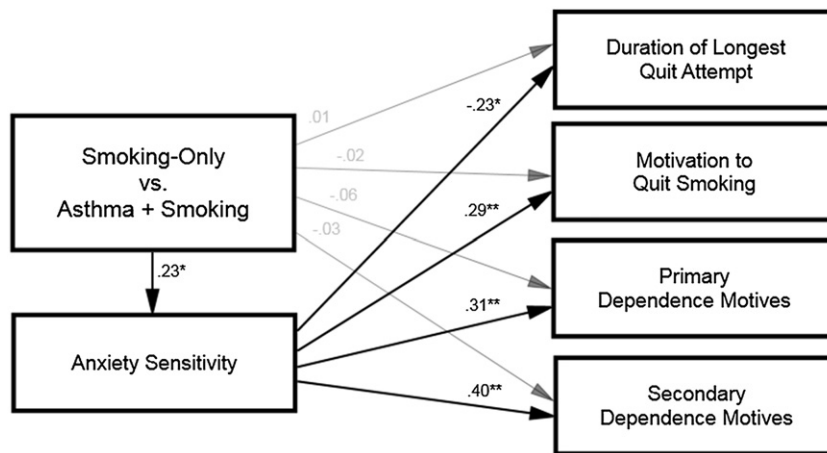 Duration of Longest
Quit Attempt
-.23*
.01
Smoking-Only
vs.
Asthma + Smoking
-.02
Motivation to
Quit Smoking
-.06
.29**
-.03
.23*
Primary
Dependence Motives
.31**
Anxiety Sensitivity
.40**
Secondary
Dependence Motives